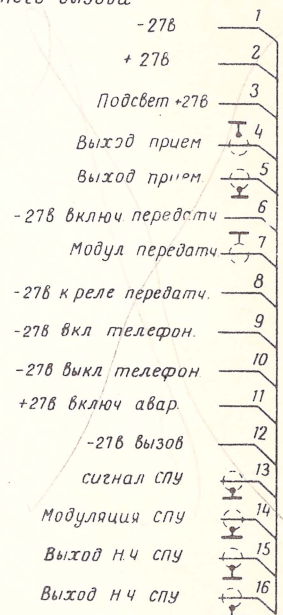 ного вызова
-27в 1
+ 27в 2
Подсвет +27в 3
Выход прием 4
Выход прием. 5
-27в включ передатч 6
Модул передатч 7
-27в к реле передатч. 8
-27в вкл телефон. 9
-27в выкл телефон 10
+27в включ авар. 11
-27в вызов 12
сигнал СПУ 13
Модуляция СПУ 14
Выход Н.Ч СПУ 15
Выход Н.Ч СПУ 16